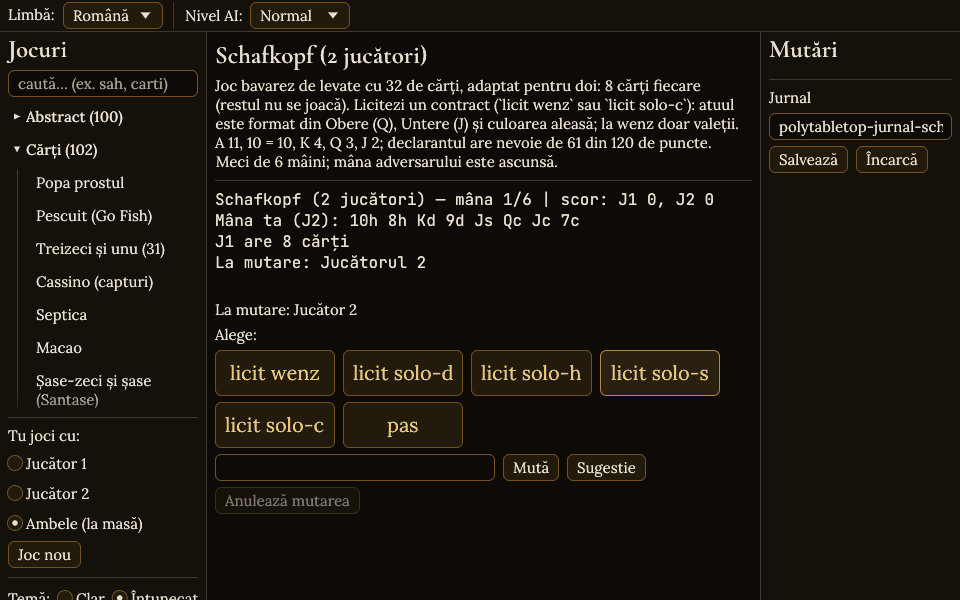 Limbă: Română ▼ Nivel AI: Normal ▼
Jocuri
caută... (ex. sah, carti)
▸ Abstract (100)
▾ Cărți (102)
Popa prostul
Pescuit (Go Fish)
Treizeci și unu (31)
Cassino (capturi)
Septica
Macao
Șase-zeci și șase
(Santase)
Tu joci cu:
Jucător 1
Jucător 2
Ambele (la masă)
Joc nou
Temă: Clar Întunecat
Schafkopf (2 jucători)
Joc bavarez de levate cu 32 de cărți, adaptat pentru doi: 8 cărți fiecare
(restul nu se joacă). Licitezi un contract (`licit wenz` sau `licit solo-c`): atuul
este format din Obere (Q), Untere (J) și culoarea aleasă; la wenz doar valeții.
A 11, 10 = 10, K 4, Q 3, J 2; declarantul are nevoie de 61 din 120 de puncte.
Meci de 6 mâini; mâna adversarului este ascunsă.
Schafkopf (2 jucători) — mâna 1/6 | scor: J1 0, J2 0
Mâna ta (J2): 10h 8h Kd 9d Js Qc Jc 7c
J1 are 8 cărți
La mutare: Jucătorul 2
La mutare: Jucător 2
Alege:
licit wenz licit solo-d licit solo-h licit solo-s
licit solo-c pas
Mută Sugestie
Anulează mutarea
Mutări
Jurnal
polytabletop-jurnal-sch
Salvează Încarcă